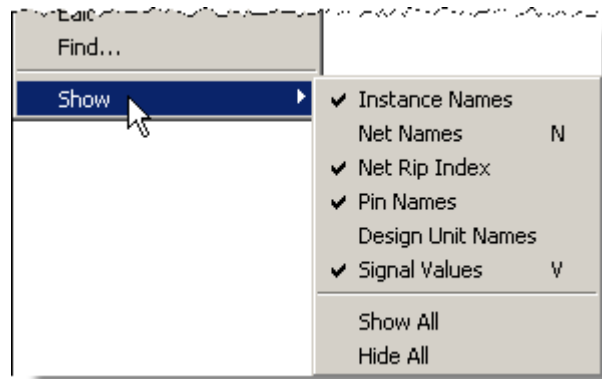 Find...
Show
Instance Names
Net Names N
Net Rip Index
Pin Names
Design Unit Names
Signal Values V
Show All
Hide All